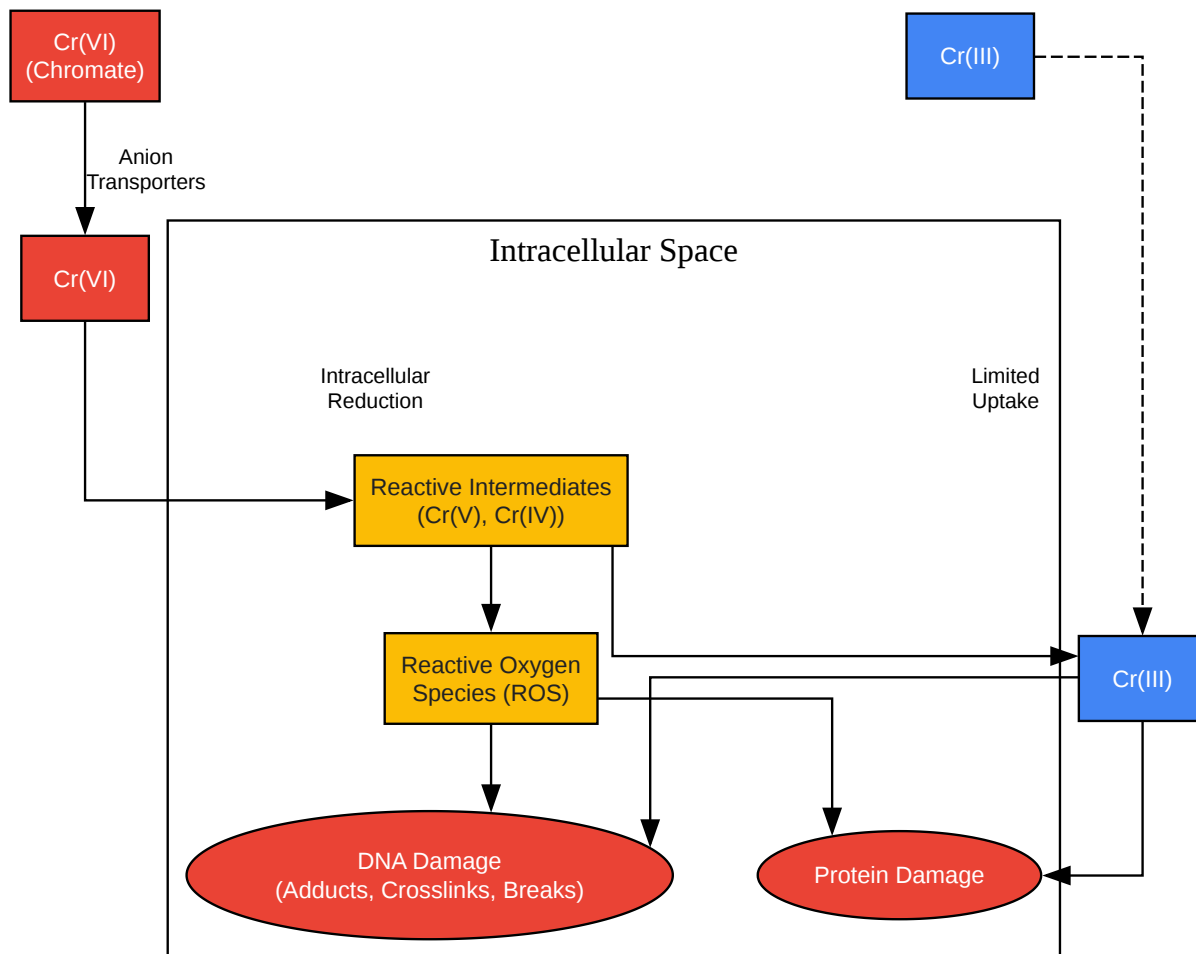 Cr(VI)
(Chromate)
Cr(III)
Anion
Transporters
Cr(VI)
Intracellular Space
Intracellular
Reduction
Limited
Uptake
Reactive Intermediates
(Cr(V), Cr(IV))
Reactive Oxygen
Species (ROS)
Cr(III)
DNA Damage
(Adducts, Crosslinks, Breaks)
Protein Damage